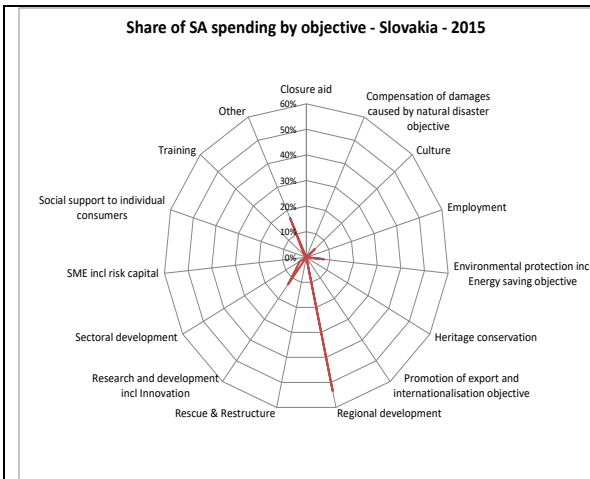 Share of SA spending by objective - Slovakia - 2015
Closure aid
Compensation of damages
caused by natural disaster
objective
Culture
Employment
Environmental protection incl
Energy saving objective
Heritage conservation
Promotion of export and
internationalisation objective
Regional development
Rescue & Restructure
Research and development
incl Innovation
Sectoral development
SME incl risk capital
Social support to individual
consumers
Training
Other
60%
50%
40%
30%
20%
10%
0%